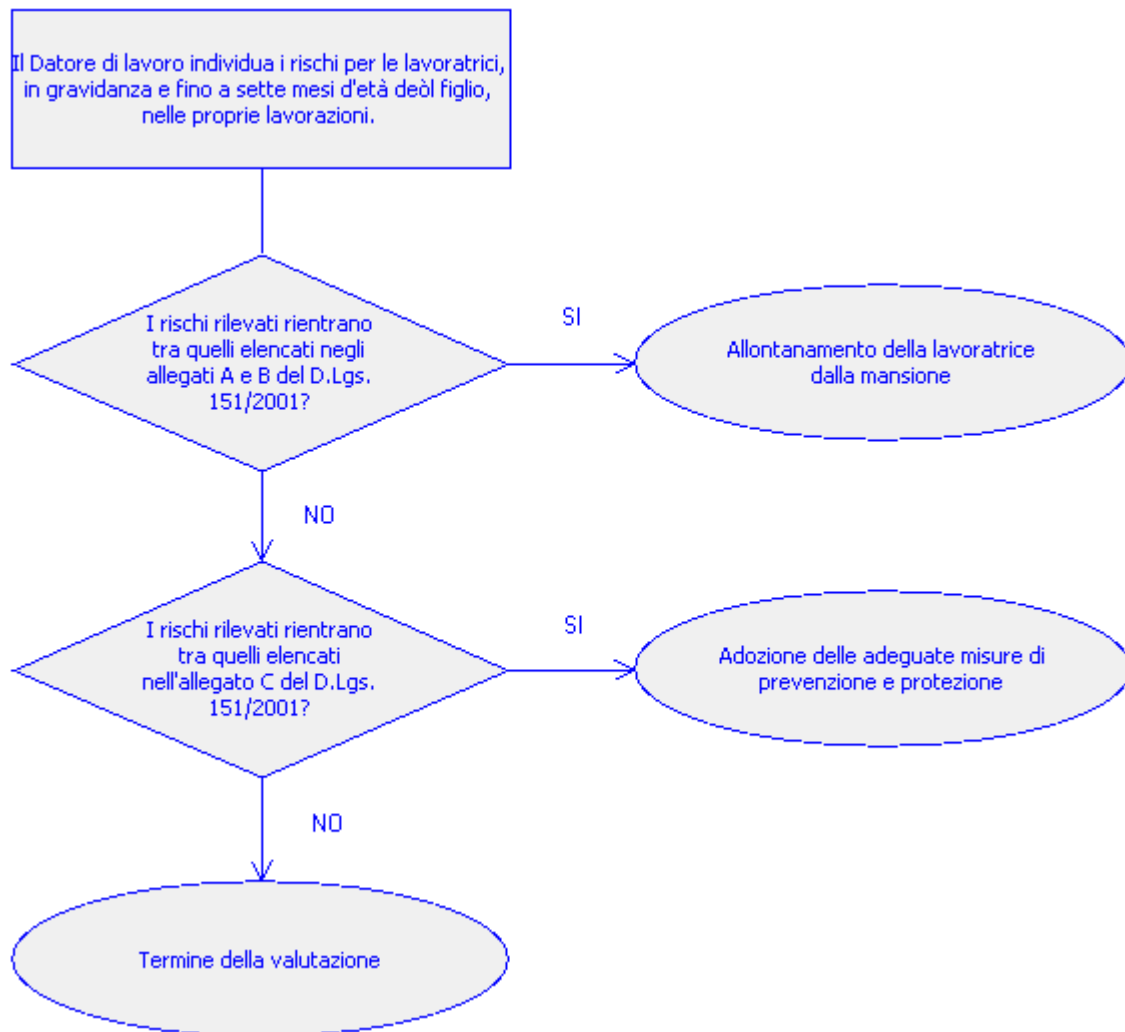 Il Datore di lavoro individua i rischi per le lavoratrici,
in gravidanza e fino a sette mesi d'età deòl figlio,
nelle proprie lavorazioni.
I rischi rilevati rientrano
tra quelli elencati negli
allegati A e B del D.Lgs.
151/2001?
SI
Allontanamento della lavoratrice
dalla mansione
NO
I rischi rilevati rientrano
tra quelli elencati
nell'allegato C del D.Lgs.
151/2001?
SI
Adozione delle adeguate misure di
prevenzione e protezione
NO
Termine della valutazione